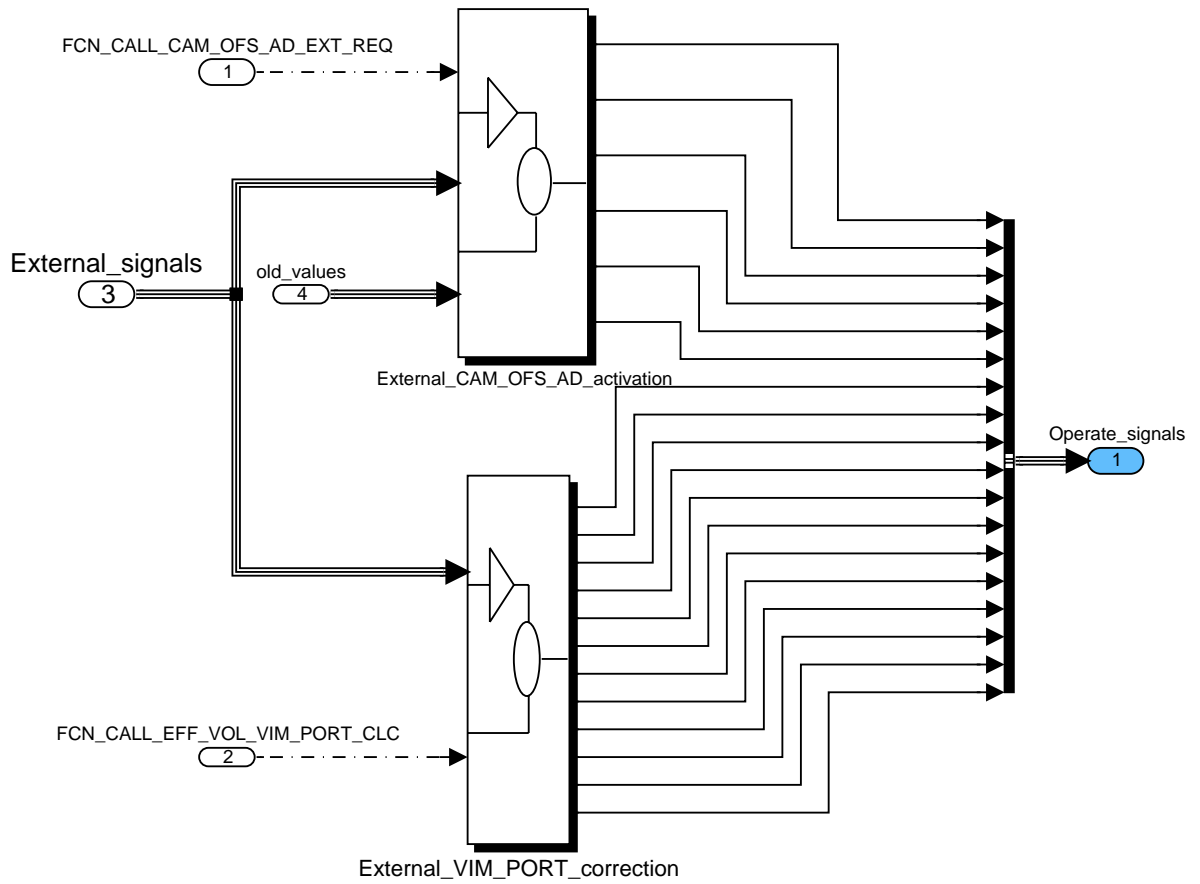 FCN_CALL_CAM_OFS_AD_EXT_REQ
1
External_signals
3
old_values
4
External_CAM_OFS_AD_activation
Operate_signals
1
FCN_CALL_EFF_VOL_VIM_PORT_CLC
2
External_VIM_PORT_correction